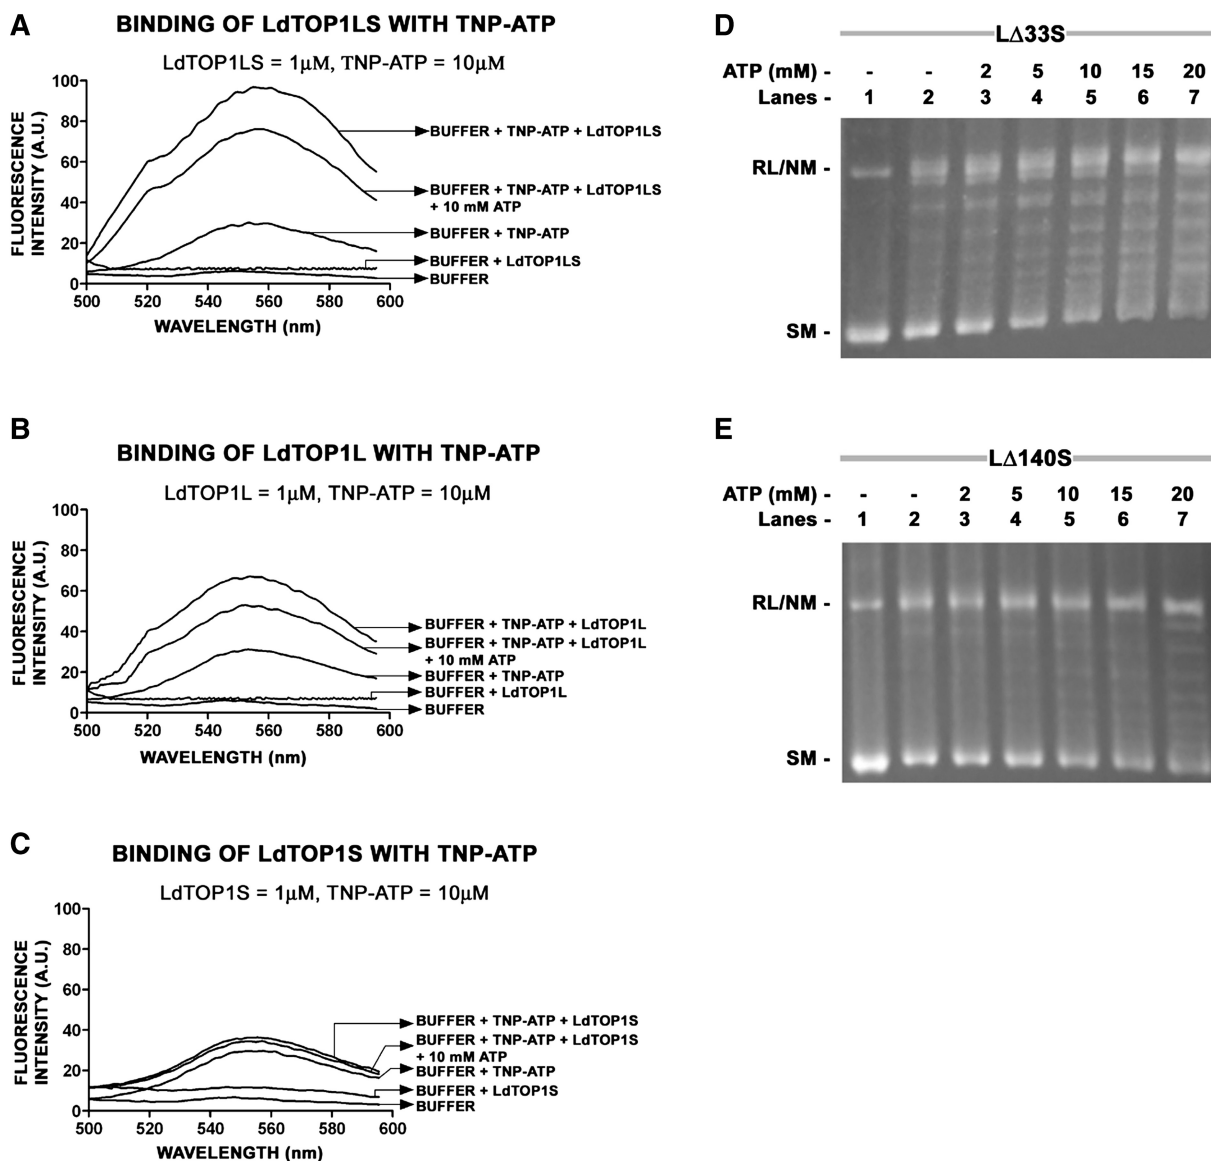 A
BINDING OF LdTOP1LS WITH TNP-ATP
LdTOP1LS = 1μM, TNP-ATP = 10μM
FLUORESCENCE
INTENSITY (A.U.)
100
80
60
40
20
0
500 520 540 560 580 600
WAVELENGTH (nm)
BUFFER + TNP-ATP + LdTOP1LS
BUFFER + TNP-ATP + LdTOP1LS
+ 10 mM ATP
BUFFER + TNP-ATP
BUFFER + LdTOP1LS
BUFFER
B
BINDING OF LdTOP1L WITH TNP-ATP
LdTOP1L = 1μM, TNP-ATP = 10μM
FLUORESCENCE
INTENSITY (A.U.)
100
80
60
40
20
0
500 520 540 560 580 600
WAVELENGTH (nm)
BUFFER + TNP-ATP + LdTOP1L
BUFFER + TNP-ATP + LdTOP1L
+ 10 mM ATP
BUFFER + TNP-ATP
BUFFER + LdTOP1L
BUFFER
C
BINDING OF LdTOP1S WITH TNP-ATP
LdTOP1S = 1μM, TNP-ATP = 10μM
FLUORESCENCE
INTENSITY (A.U.)
100
80
60
40
20
0
500 520 540 560 580 600
WAVELENGTH (nm)
BUFFER + TNP-ATP + LdTOP1S
BUFFER + TNP-ATP + LdTOP1S
+ 10 mM ATP
BUFFER + TNP-ATP
BUFFER + LdTOP1S
BUFFER
D
LΔ33S
ATP (mM) - - - 2 5 10 15 20
Lanes - 1 2 3 4 5 6 7
RL/NM -
SM -
E
LΔ140S
ATP (mM) - - - 2 5 10 15 20
Lanes - 1 2 3 4 5 6 7
RL/NM -
SM -